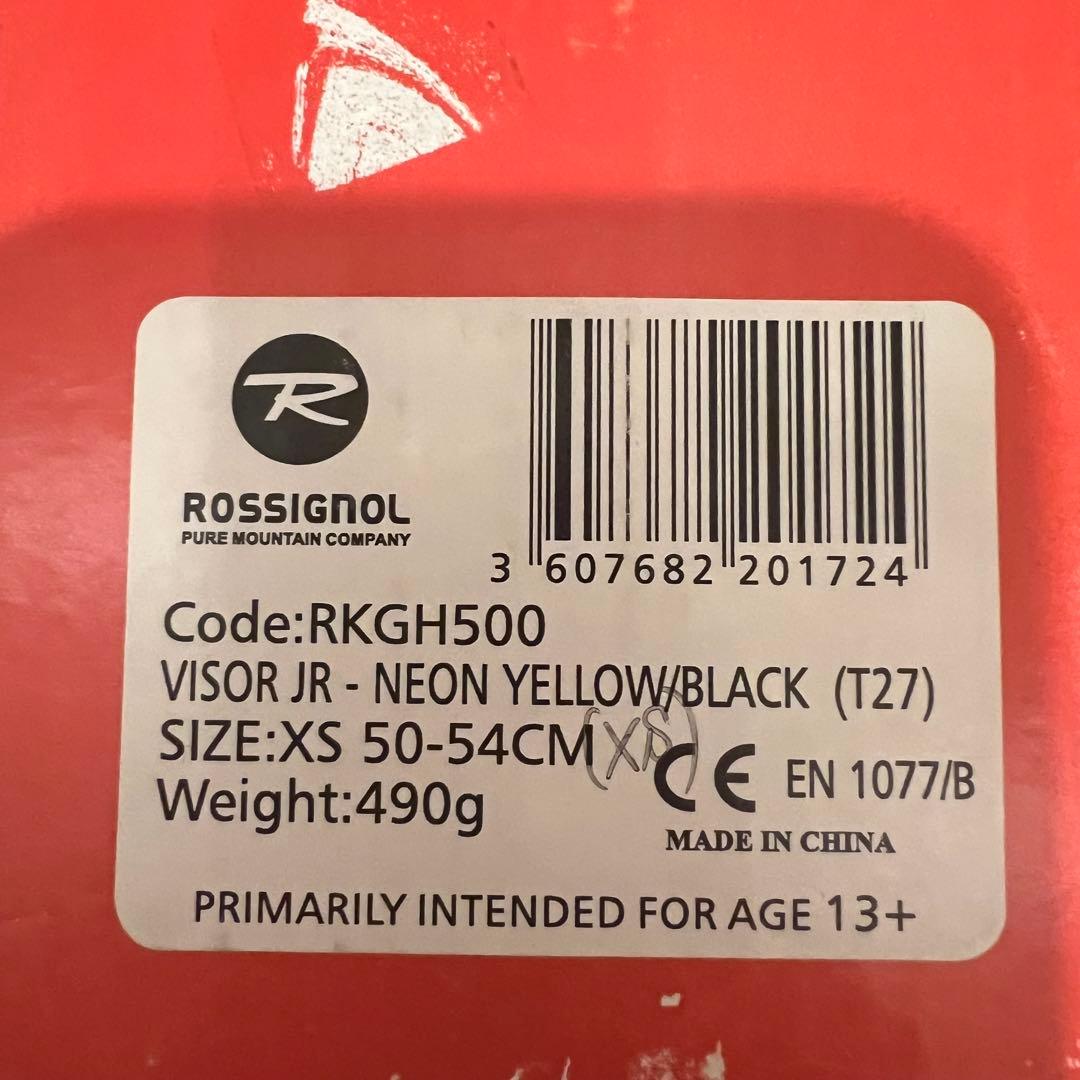 R
ROSSIGNOL
PURE MOUNTAIN COMPANY
3 607682 201724
Code:RKGH500
VISOR JR - NEON YELLOW/BLACK (T27)
SIZE:XS 50-54CM (XS)
CE EN 1077/B
Weight:490g
MADE IN CHINA
PRIMARILY INTENDED FOR AGE 13+